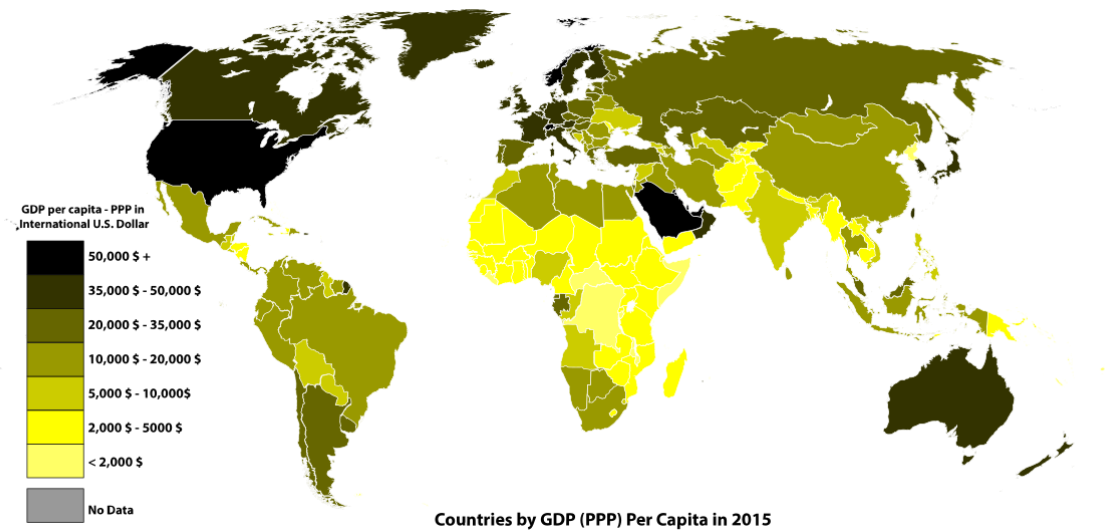 GDP per capita - PPP in
International U.S. Dollar
50,000 $ +
35,000 $ - 50,000 $
20,000 $ - 35,000 $
10,000 $ - 20,000 $
5,000 $ - 10,000$
2,000 $ - 5000 $
< 2,000 $
No Data
Countries by GDP (PPP) Per Capita in 2015